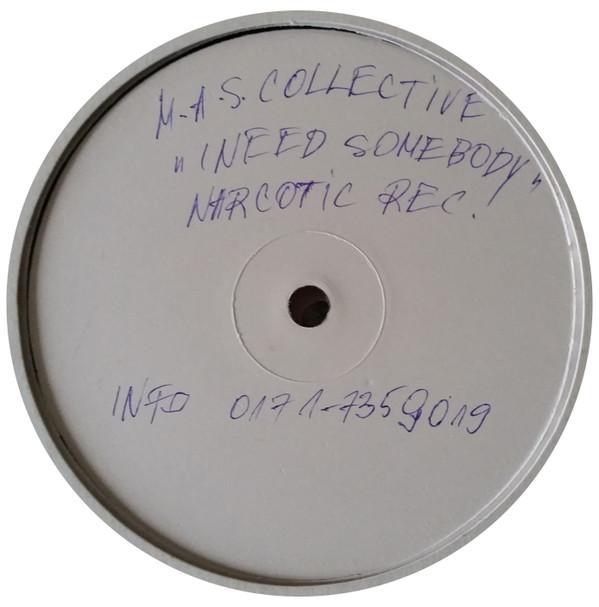 M.A.S. COLLECTIVE
"I NEED SOMEBODY"
NARCOTIC REC.
INFO 0171-7359019